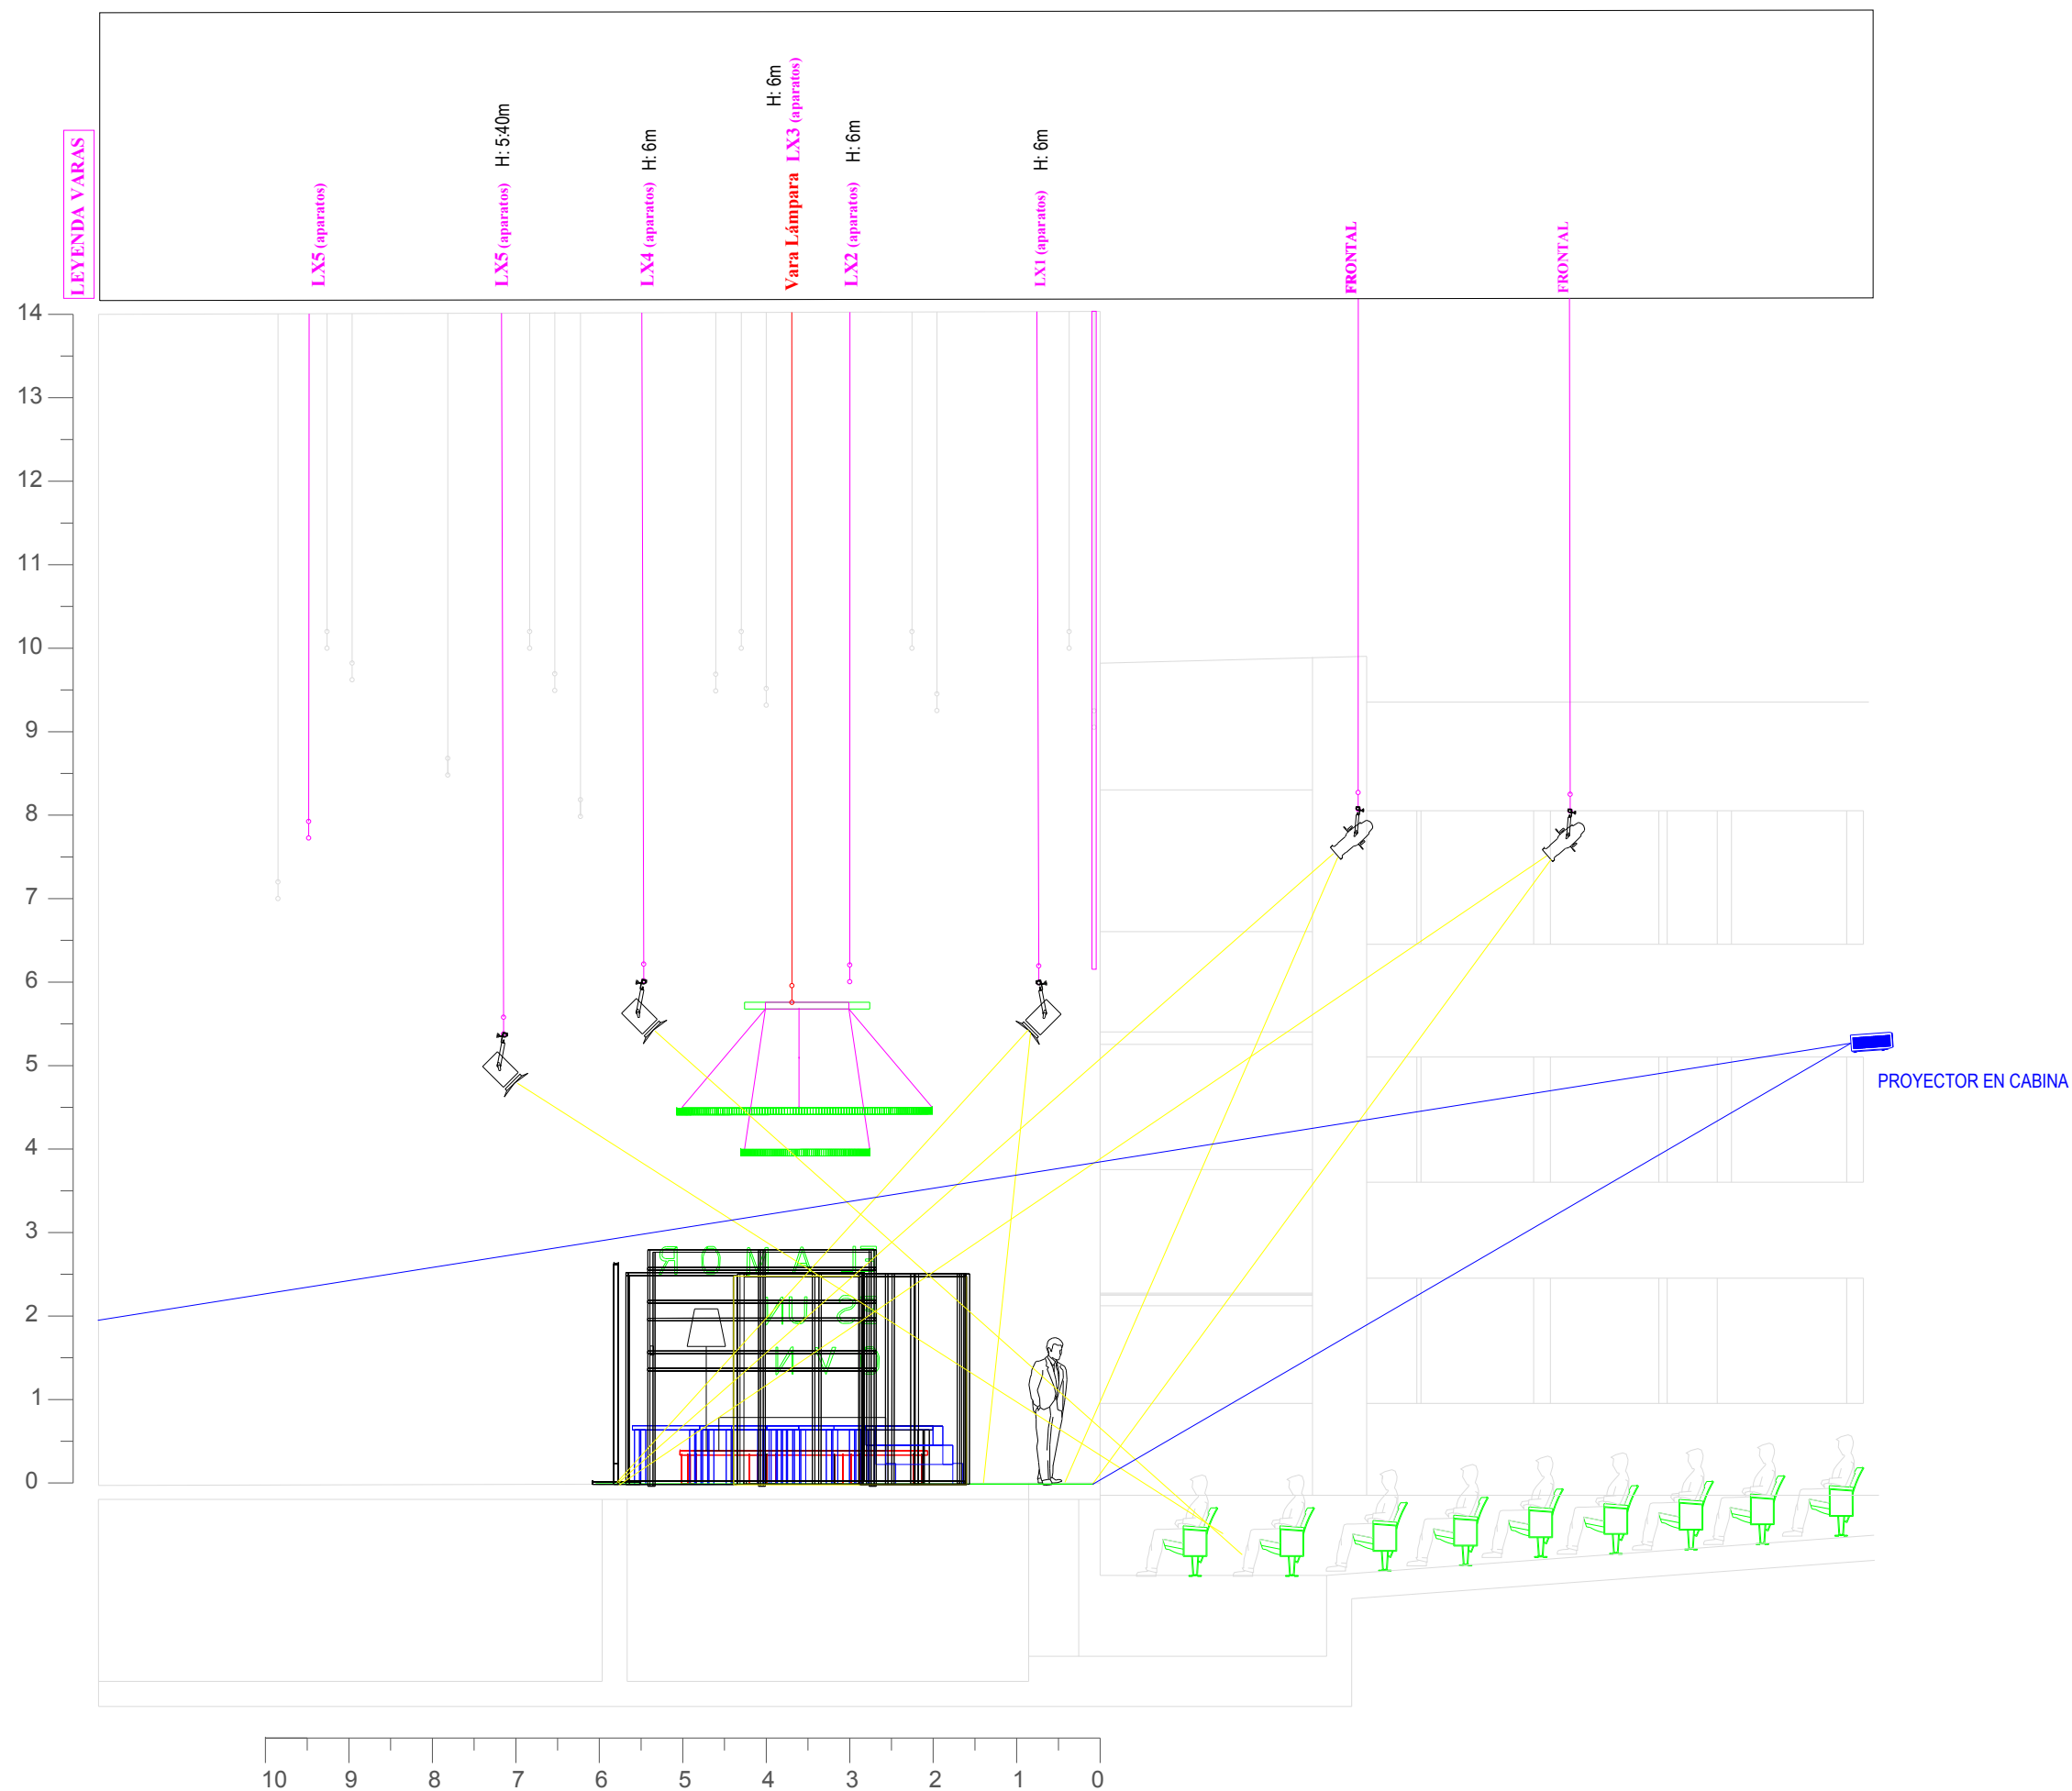 LEYENDA VARAS
LX5 (aparatos)
LX5 (aparatos) H: 5:40m
LX4 (aparatos) H: 6m
H: 6m
Vara Lámpara LX3 (aparatos)
LX2 (aparatos) H: 6m
LX1 (aparatos) H: 6m
FRONTAL
FRONTAL
14
13
12
11
10
9
8
7
6
5
4
3
2
1
0
PROYECTOR EN CABINA
10 9 8 7 6 5 4 3 2 1 0